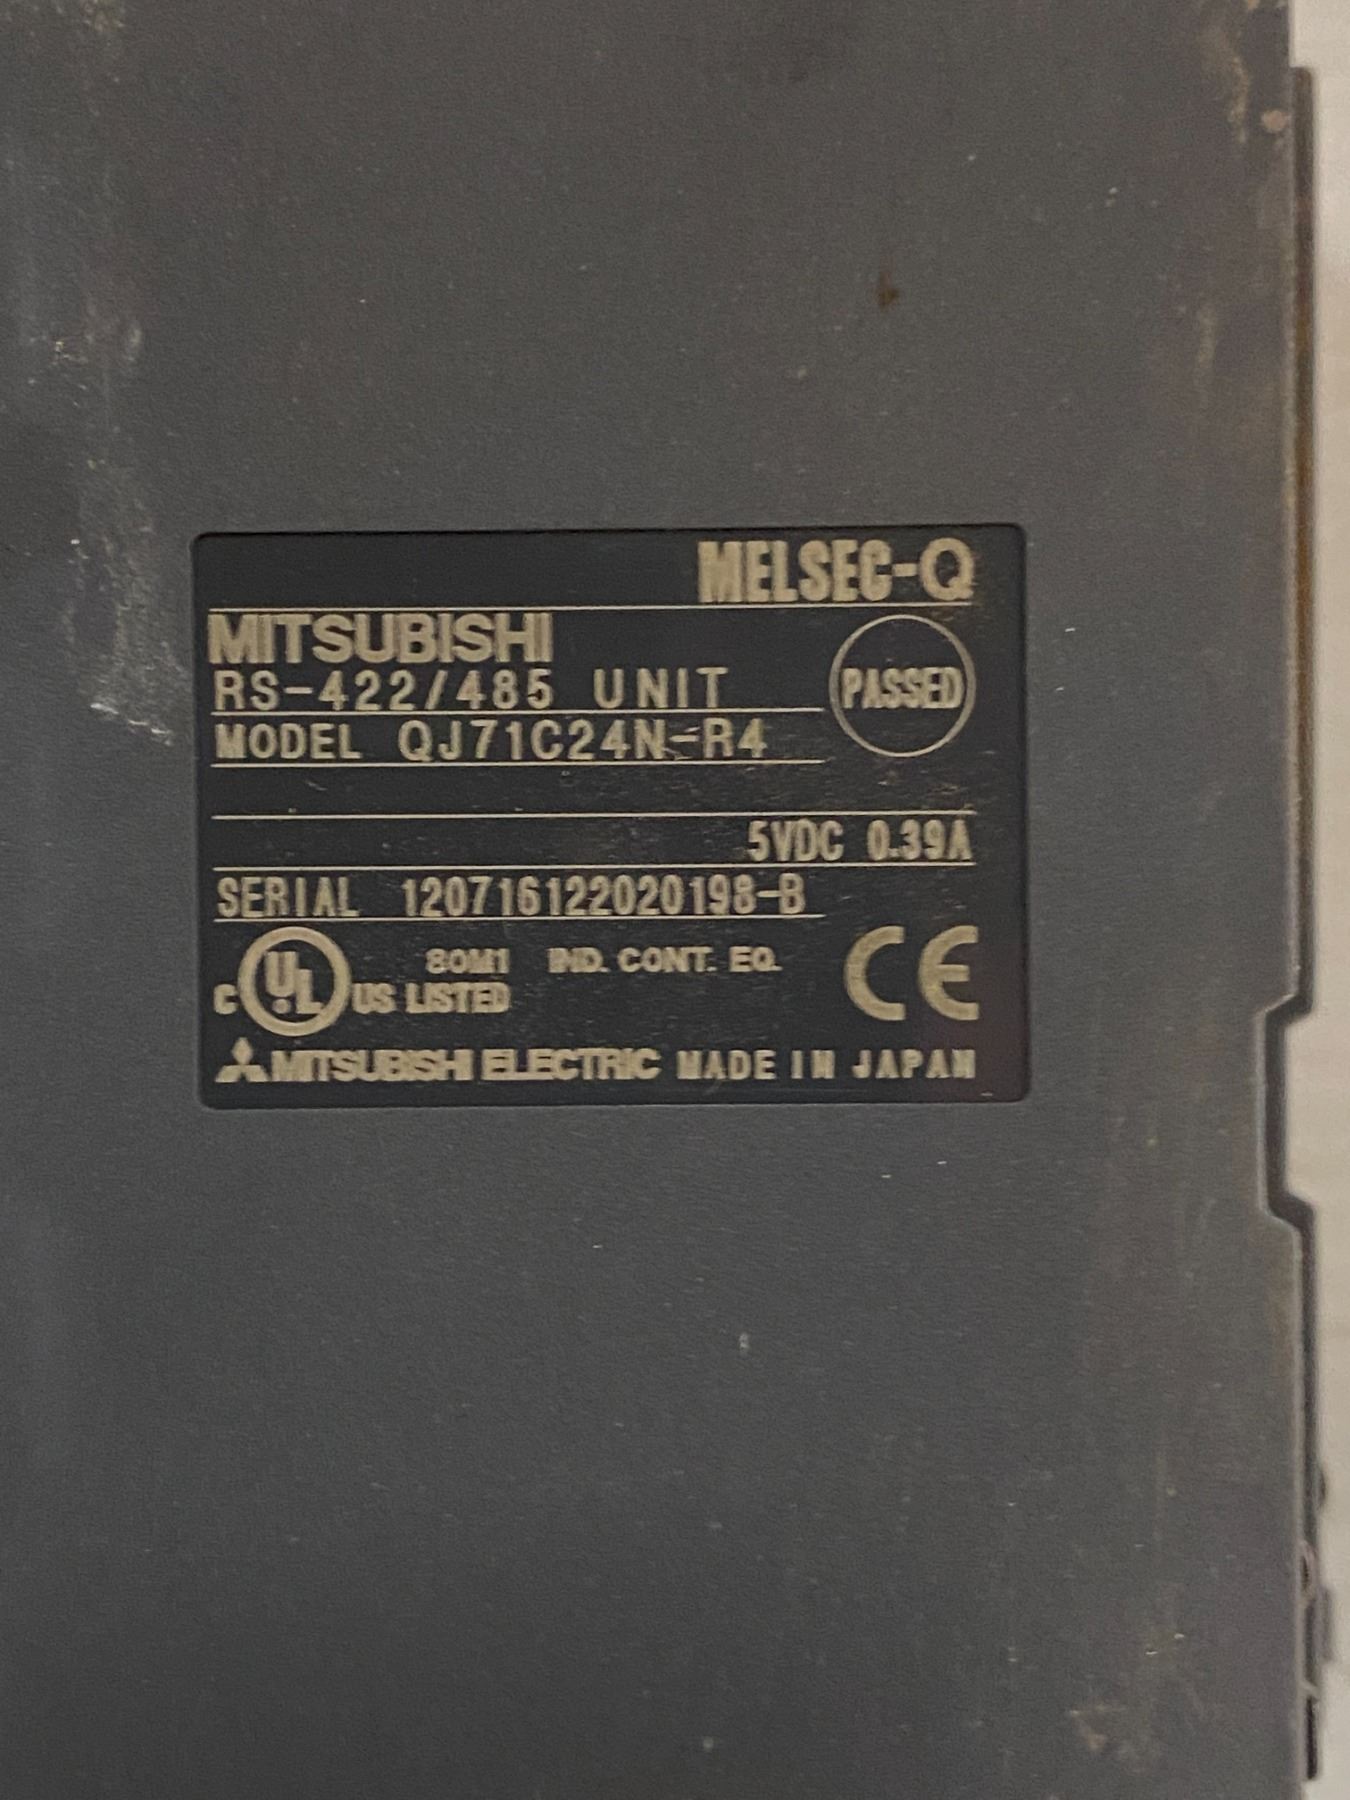 MELSEC-Q
MITSUBISHI
RS-422/485 UNIT
PASSED
MODEL QJ71C24N-R4
5VDC 0.39A
SERIAL 120716122020198-B
C UL US LISTED
80M1 IND. CONT. EQ.
CE
MITSUBISHI ELECTRIC MADE IN JAPAN